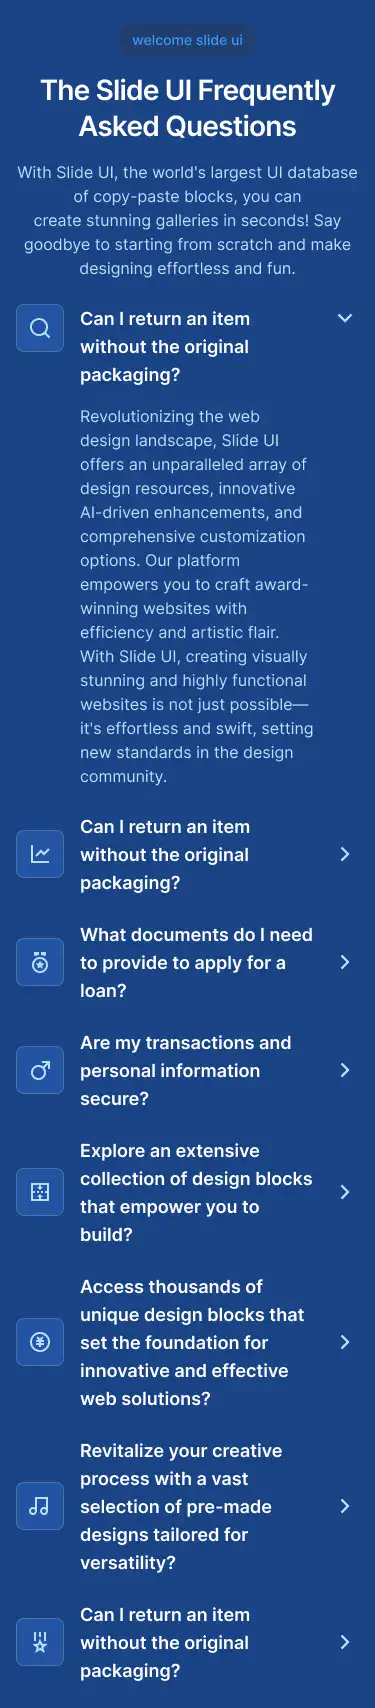 welcome slide ui
The Slide UI Frequently
Asked Questions
With Slide UI, the world's largest UI database
of copy-paste blocks, you can
create stunning galleries in seconds! Say
goodbye to starting from scratch and make
designing effortless and fun.
Can I return an item
without the original
packaging?
Revolutionizing the web
design landscape, Slide UI
offers an unparalleled array of
design resources, innovative
AI-driven enhancements, and
comprehensive customization
options. Our platform
empowers you to craft award-
winning websites with
efficiency and artistic flair.
With Slide UI, creating visually
stunning and highly functional
websites is not just possible—
it's effortless and swift, setting
new standards in the design
community.
Can I return an item
without the original
packaging?
What documents do I need
to provide to apply for a
loan?
Are my transactions and
personal information
secure?
Explore an extensive
collection of design blocks
that empower you to
build?
Access thousands of
unique design blocks that
set the foundation for
innovative and effective
web solutions?
Revitalize your creative
process with a vast
selection of pre-made
designs tailored for
versatility?
Can I return an item
without the original
packaging?